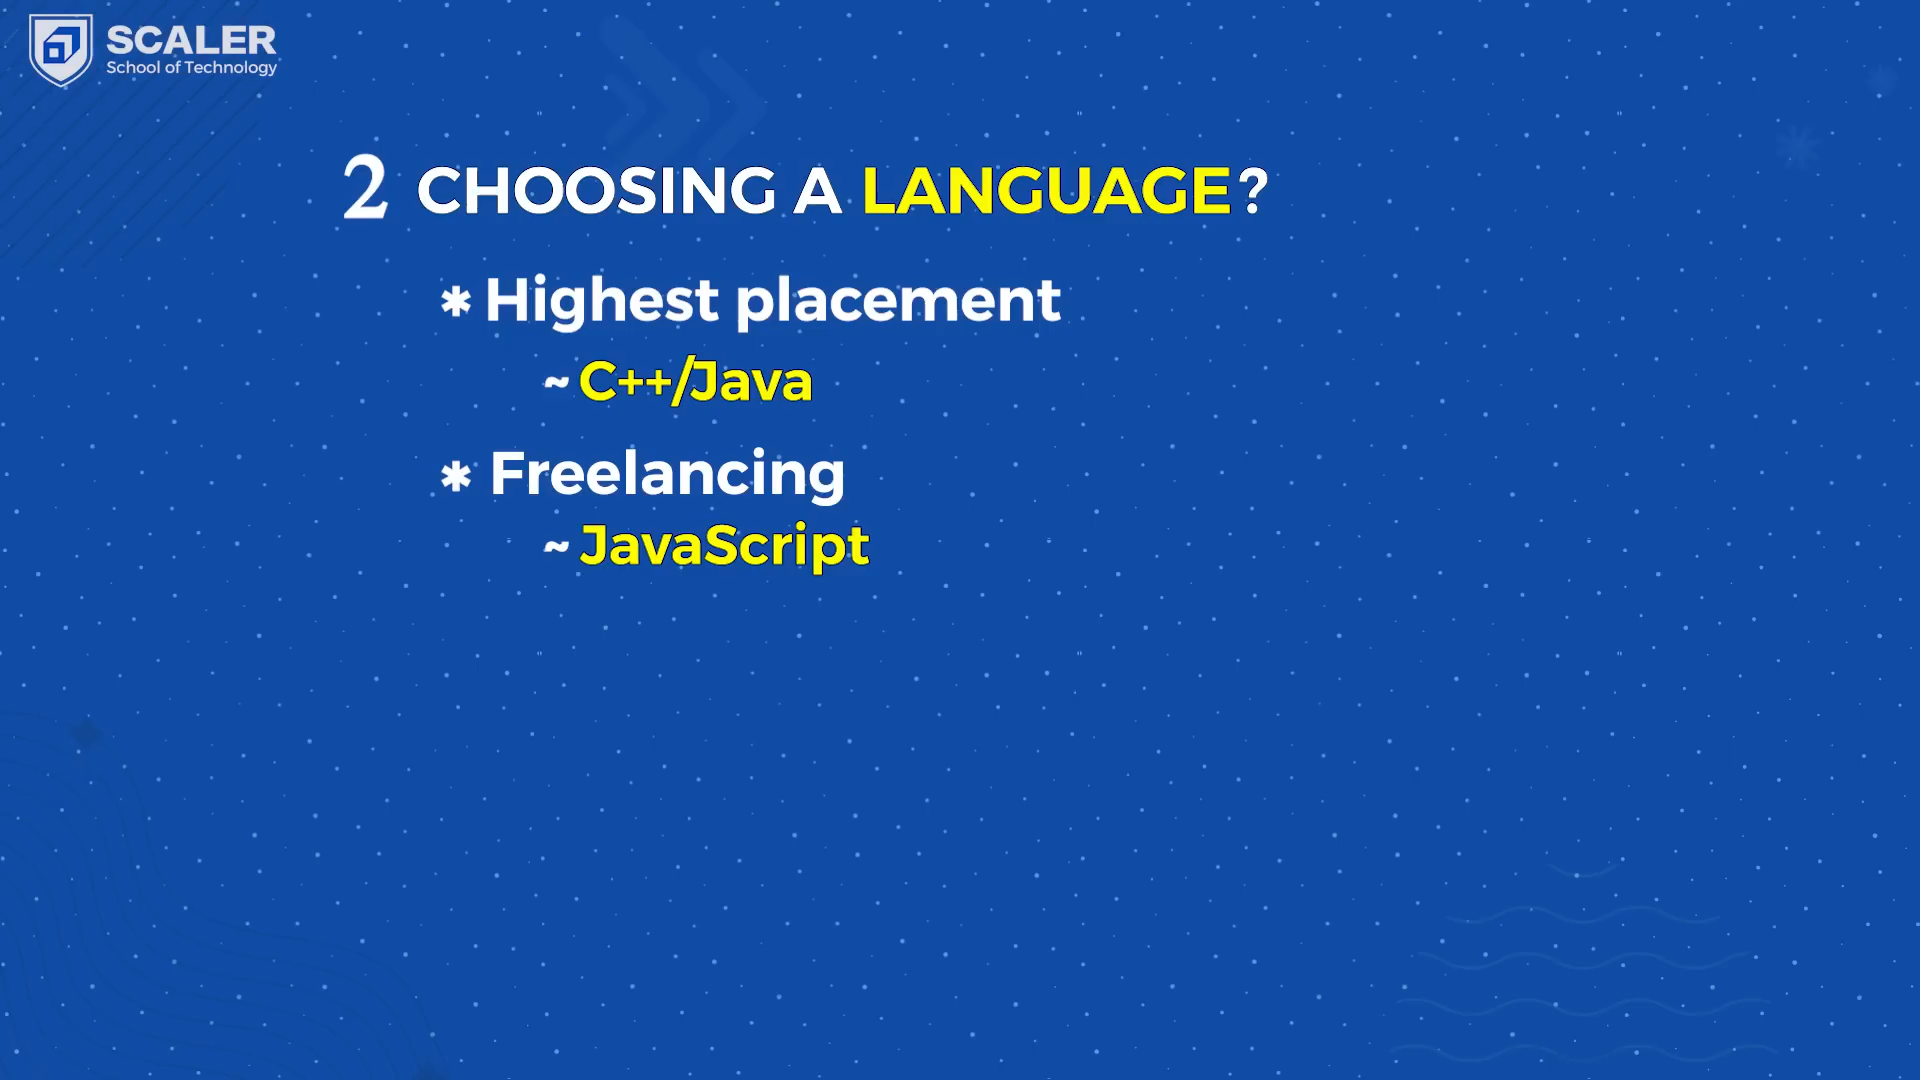 SCALER
School of Technology
2 CHOOSING A LANGUAGE?
* Highest placement
~ C++/Java
* Freelancing
~ JavaScript